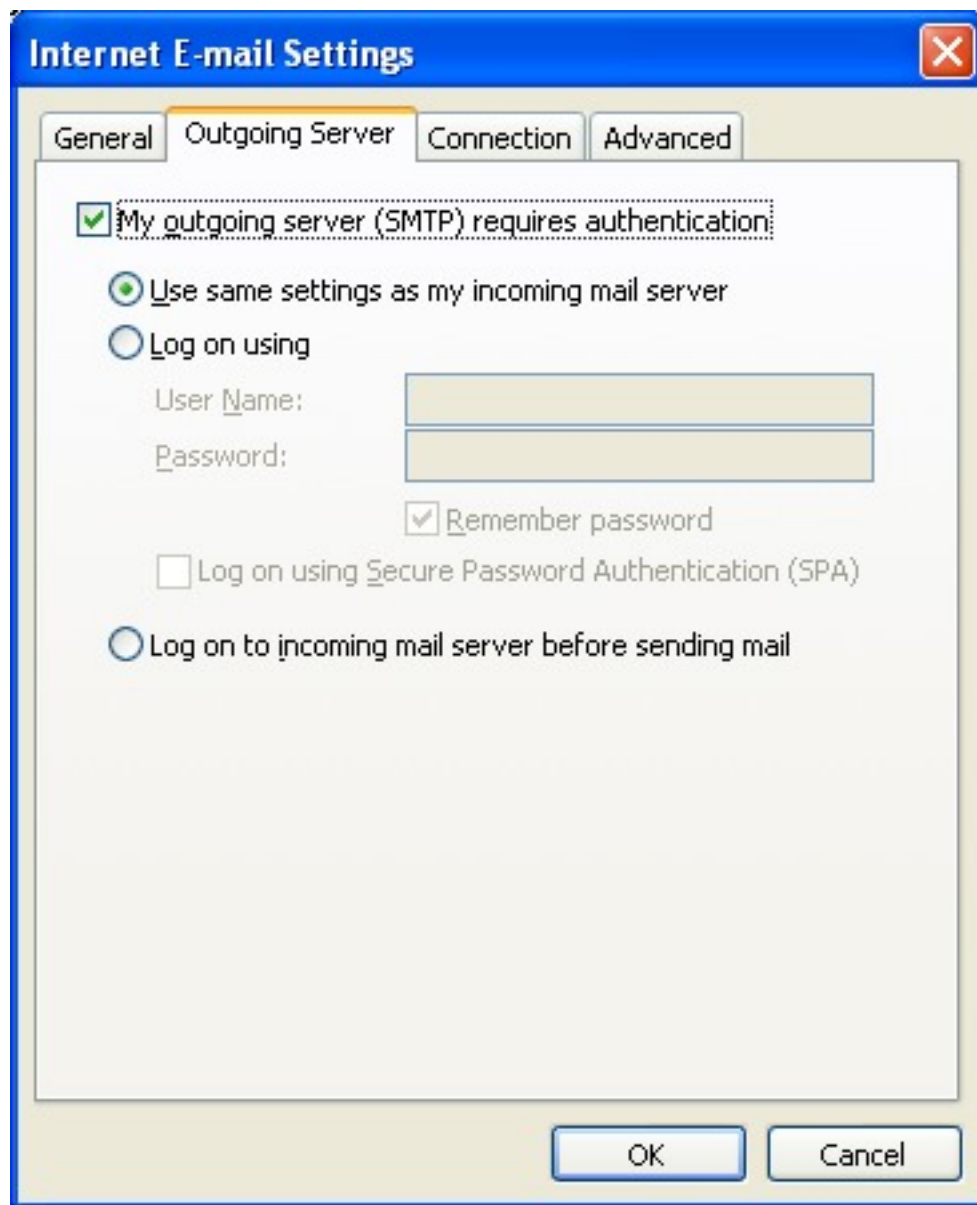 Internet E-mail Settings
General Outgoing Server Connection Advanced
My outgoing server (SMTP) requires authentication
Use same settings as my incoming mail server
Log on using
User Name:
Password:
Remember password
Log on using Secure Password Authentication (SPA)
Log on to incoming mail server before sending mail
OK Cancel